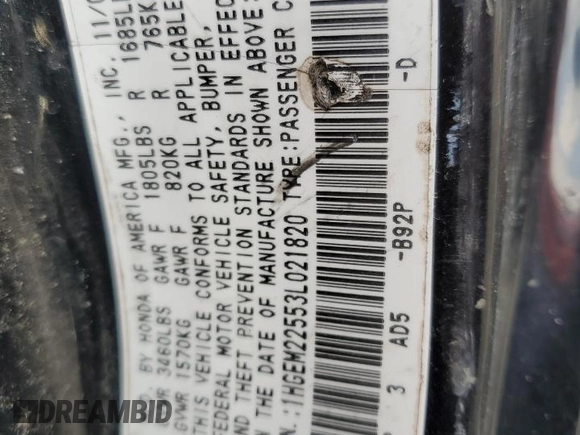 D BY HONDA OF AMERICA MFG., INC. 11/0
3460LBS GAWR F 1805LBS R 1685L
GVWR 1570KG GAWR F 820KG R 765K
THIS VEHICLE CONFORMS TO ALL APPLICABLE
FEDERAL MOTOR VEHICLE SAFETY, BUMPER,
AND THEFT PREVENTION STANDARDS IN EFFEC
ON THE DATE OF MANUFACTURE SHOWN ABOVE.
V.I.N.:1HGEM22553L021820 TYPE:PASSENGER C
3 AD5 -B92P -D
DREAMBID